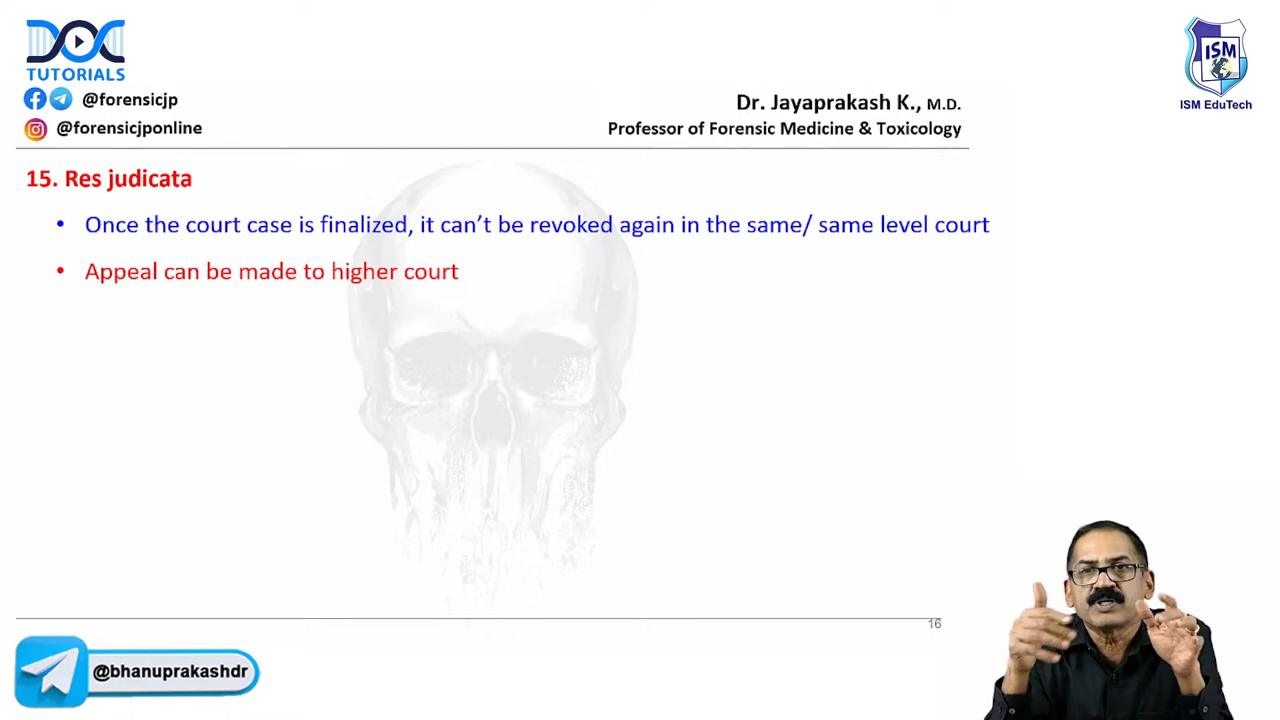 TUTORIALS
@forensicjp
@forensicjponline
ISM
ISM EduTech
Dr. Jayaprakash K., M.D.
Professor of Forensic Medicine & Toxicology
15. Res judicata
• Once the court case is finalized, it can't be revoked again in the same/ same level court
• Appeal can be made to higher court
16
@bhanuprakashdr